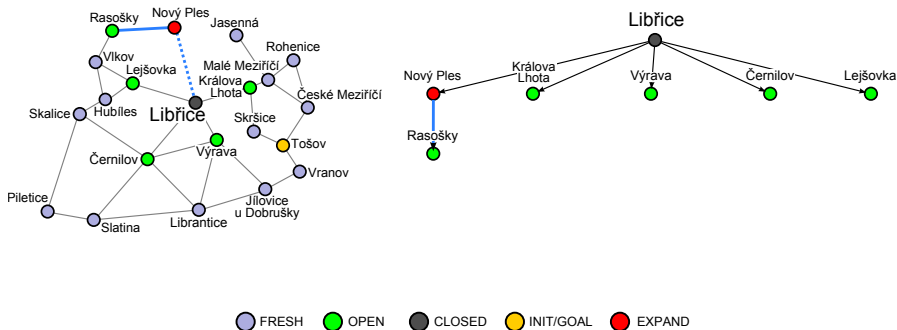 Nový Ples
Rasošky
Jasenná
Rohenice
Vlkov
Malé Meziříčí
Lejšovka
Králova
Lhota
České Meziříčí
Hubíles
Skalice
Libřice
Skršice
Tošov
Výrava
Černilov
Vranov
Piletice
Jílovice
u Dobrušky
Slatina
Librantice
Libřice
Nový Ples
Králova
Lhota
Výrava
Černilov
Lejšovka
Rasošky
FRESH
OPEN
CLOSED
INIT/GOAL
EXPAND